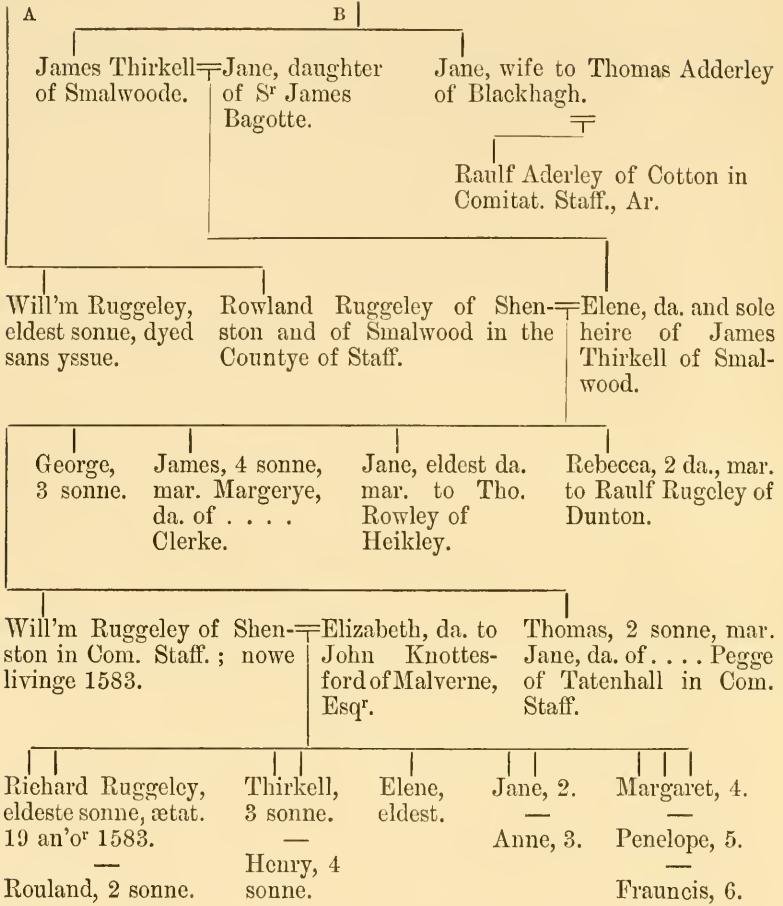 A
B
James Thirkell
of Smalwoode.
Jane, daughter
of Sr James
Bagotte.
Jane, wife to Thomas Adderley
of Blackhagh.
Raulf Aderley of Cotton in
Comitat. Staff., Ar.
Will'm Ruggeley,
eldest sonne, dyed
sans yssue.
Rowland Ruggeley of Shen-
ston and of Smalwood in the
Countye of Staff.
Elene, da. and sole
heire of James
Thirkell of Smal-
wood.
George,
3 sonne.
James, 4 sonne,
mar. Margerye,
da. of . . . .
Clerke.
Jane, eldest da.
mar. to Tho.
Rowley of
Heikley.
Rebecca, 2 da., mar.
to Raulf Rugeley of
Dunton.
Will'm Ruggeley of Shen-
ston in Com. Staff. ; nowe
livinge 1583.
Elizabeth, da. to
John Knottes-
ford of Malverne,
Esqr.
Thomas, 2 sonne, mar.
Jane, da. of . . . . Pegge
of Tatenhall in Com.
Staff.
Richard Ruggeley,
eldeste sonne, ætat.
19 an'or 1583.
—
Rouland, 2 sonne.
Thirkell,
3 sonne.
—
Henry, 4
sonne.
Elene,
eldest.
Jane, 2.
—
Anne, 3.
Margaret, 4.
—
Penelope, 5.
—
Frauncis, 6.